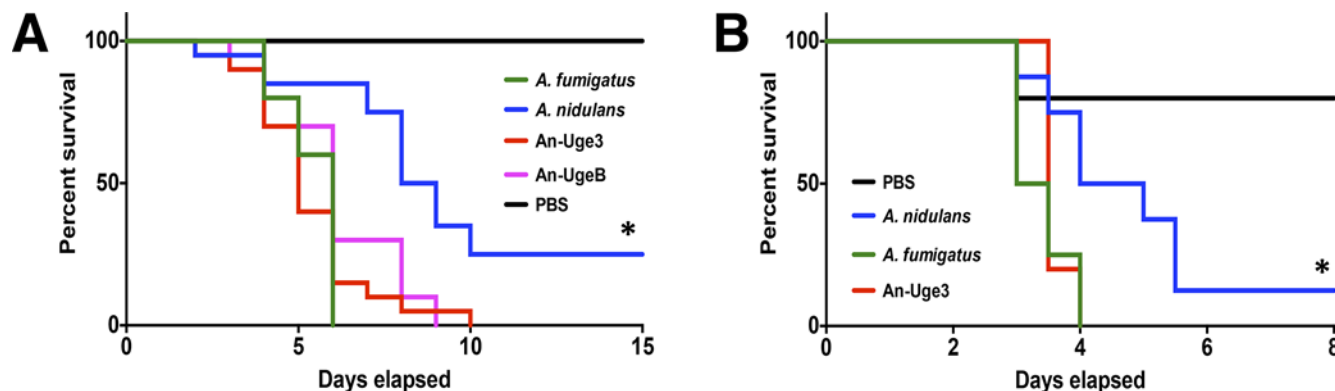 A
Percent survival
100
50
0
0
5
10
15
Days elapsed
A. fumigatus
A. nidulans
An-Uge3
An-UgeB
PBS
*
B
Percent survival
100
50
0
0
2
4
6
8
Days elapsed
PBS
A. nidulans
A. fumigatus
An-Uge3
*